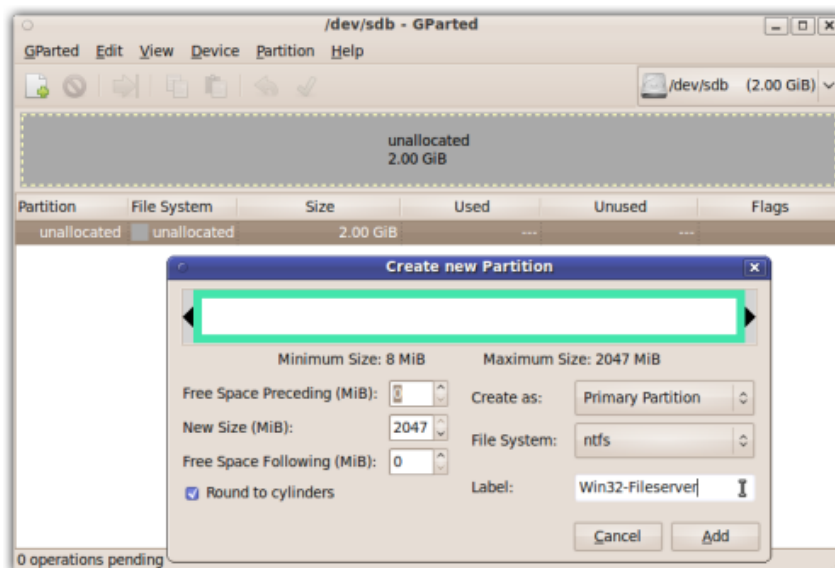 /dev/sdb - GParted
GParted Edit View Device Partition Help
/dev/sdb (2.00 GiB)
unallocated
2.00 GiB
Partition File System Size Used Unused Flags
unallocated unallocated 2.00 GiB --- ---
Create new Partition
Minimum Size: 8 MiB Maximum Size: 2047 MiB
Free Space Preceding (MiB): 0 Create as: Primary Partition
New Size (MiB): 2047 File System: ntfs
Free Space Following (MiB): 0
Round to cylinders Label: Win32-Fileserver
Cancel Add
0 operations pending